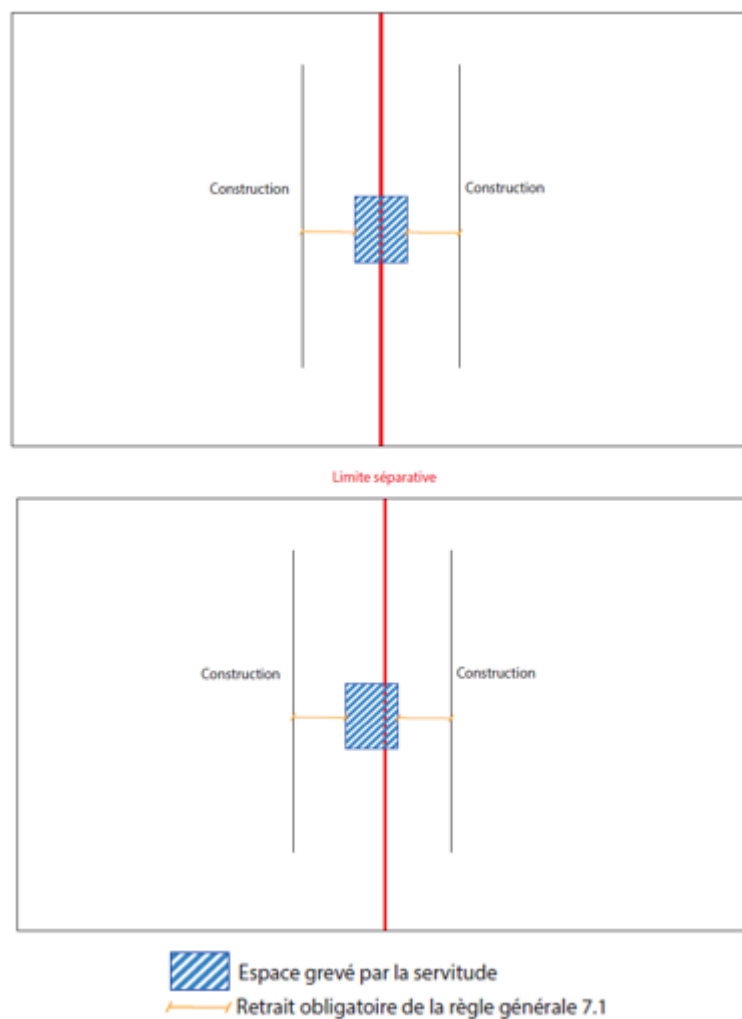 Construction
Construction
Limite séparative
Construction
Construction
Espace grevé par la servitude
Retrait obligatoire de la règle générale 7.1